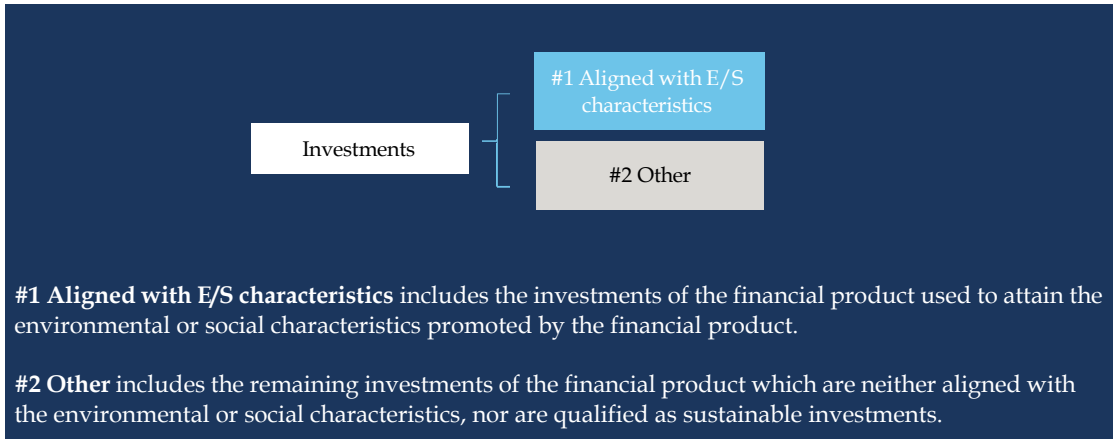 #1 Aligned with E/S
characteristics
Investments
#2 Other
#1 Aligned with E/S characteristics includes the investments of the financial product used to attain the
environmental or social characteristics promoted by the financial product.
#2 Other includes the remaining investments of the financial product which are neither aligned with
the environmental or social characteristics, nor are qualified as sustainable investments.